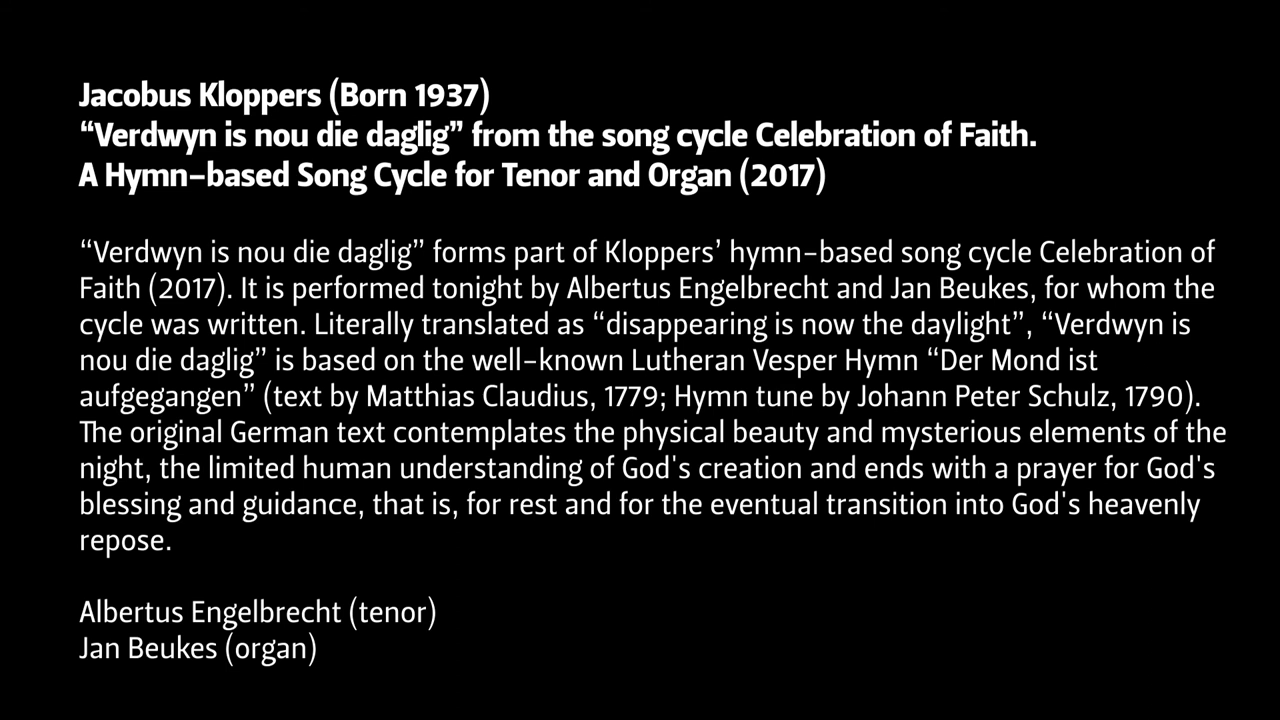 Jacobus Kloppers (Born 1937)
“Verdwyn is nou die daglig” from the song cycle Celebration of Faith.
A Hymn-based Song Cycle for Tenor and Organ (2017)
“Verdwyn is nou die daglig” forms part of Kloppers’ hymn-based song cycle Celebration of
Faith (2017). It is performed tonight by Albertus Engelbrecht and Jan Beukes, for whom the
cycle was written. Literally translated as “disappearing is now the daylight”, “Verdwyn is
nou die daglig” is based on the well-known Lutheran Vesper Hymn “Der Mond ist
aufgegangen” (text by Matthias Claudius, 1779; Hymn tune by Johann Peter Schulz, 1790).
The original German text contemplates the physical beauty and mysterious elements of the
night, the limited human understanding of God's creation and ends with a prayer for God's
blessing and guidance, that is, for rest and for the eventual transition into God's heavenly
repose.
Albertus Engelbrecht (tenor)
Jan Beukes (organ)